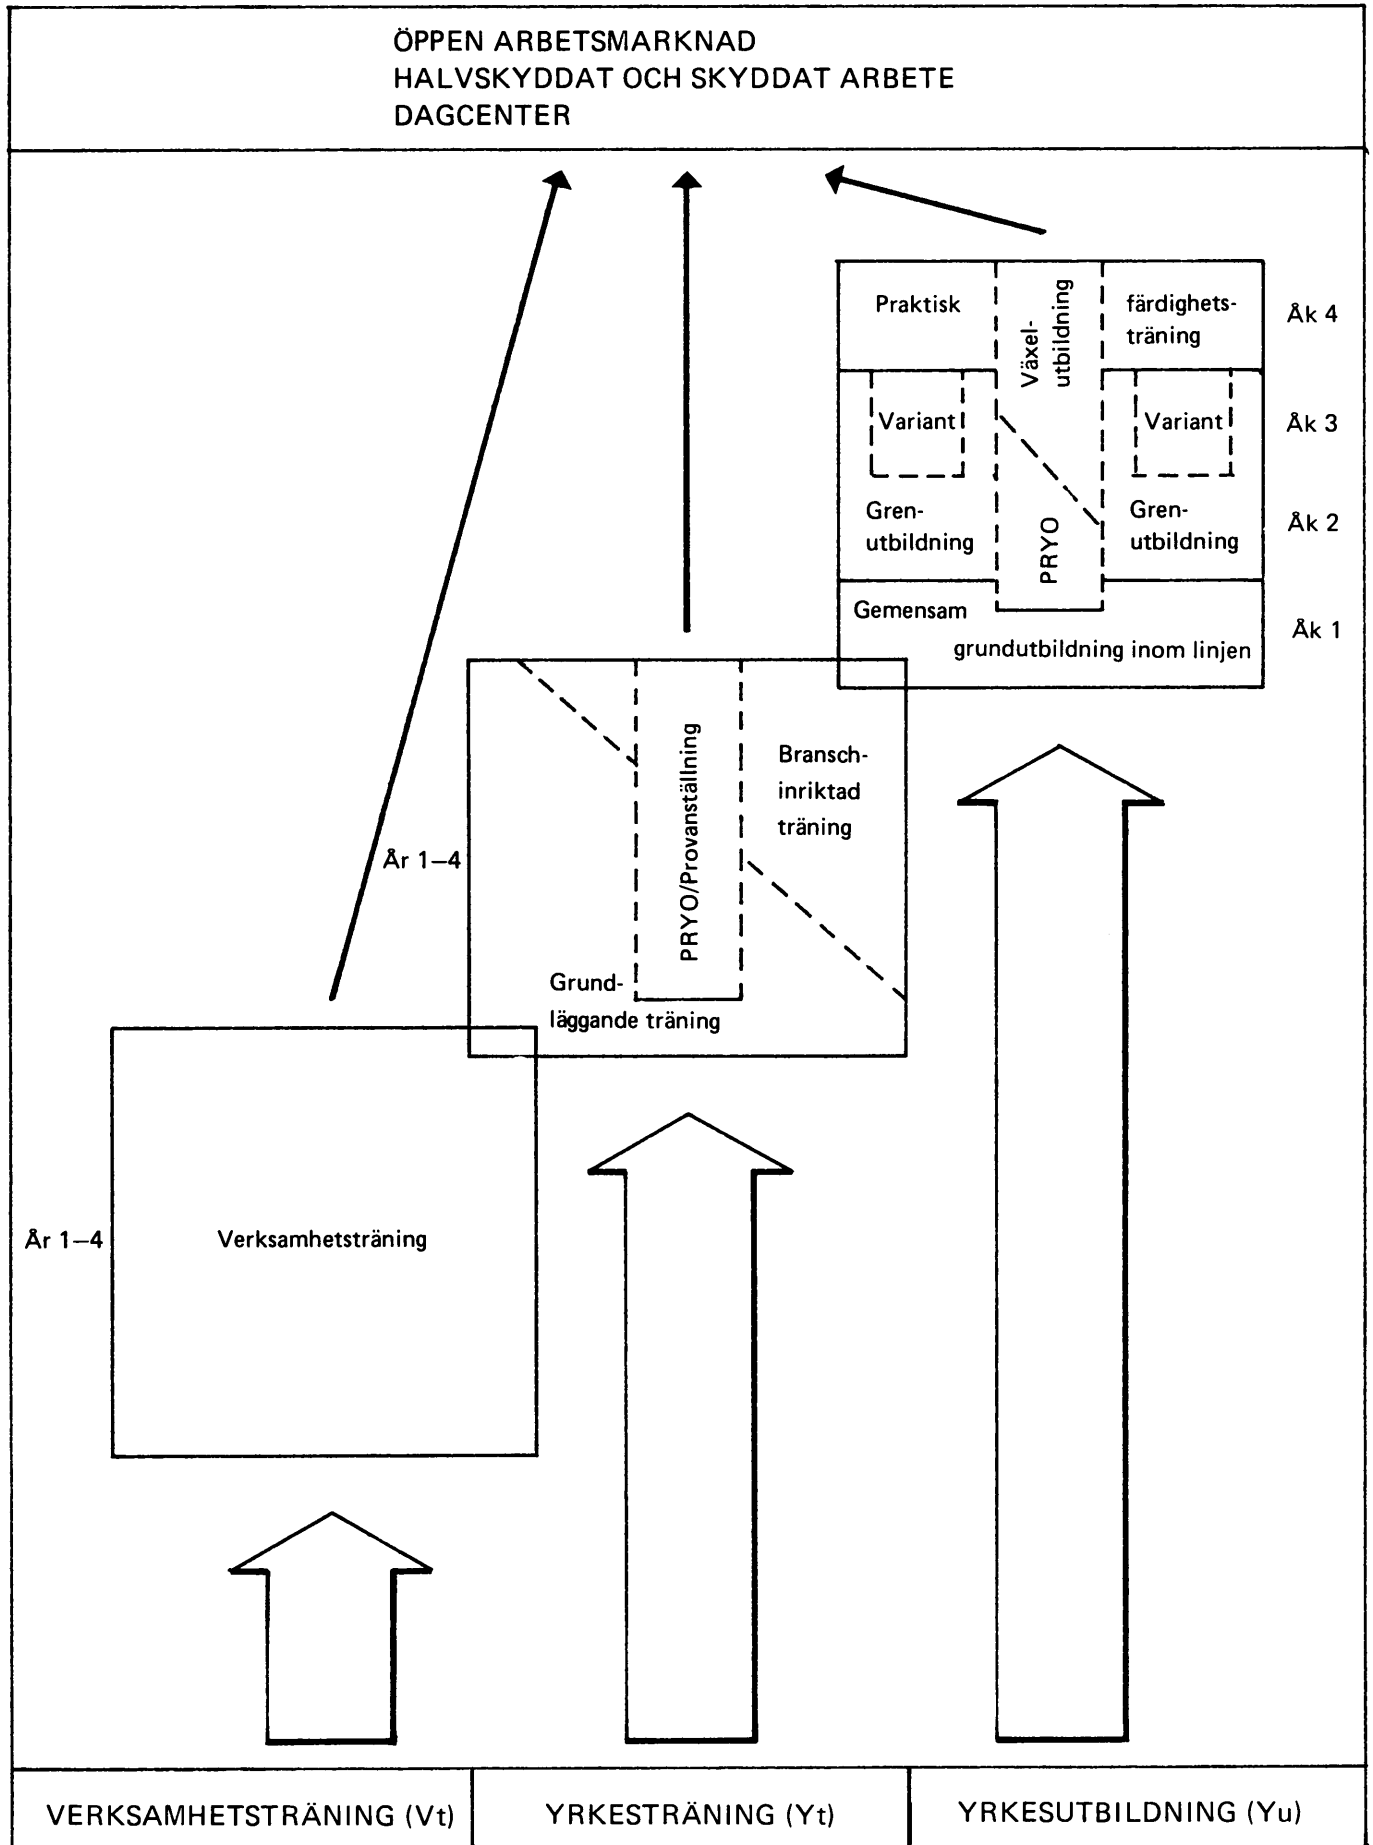 ÖPPEN ARBETSMARKNAD
HALVSKYDDAT OCH SKYDDAT ARBETE
DAGCENTER
Praktisk
Växel-
utbildning
färdighets-
träning
Åk 4
Variant
Variant
Åk 3
Gren-
utbildning
PRYO
Gren-
utbildning
Åk 2
Gemensam
grundutbildning inom linjen
Åk 1
År 1–4
PRYO/Provanställning
Bransch-
inriktad
träning
Grund-
läggande träning
År 1–4
Verksamhetsträning
VERKSAMHETSTRÄNING (Vt)
YRKESTRÄNING (Yt)
YRKESUTBILDNING (Yu)